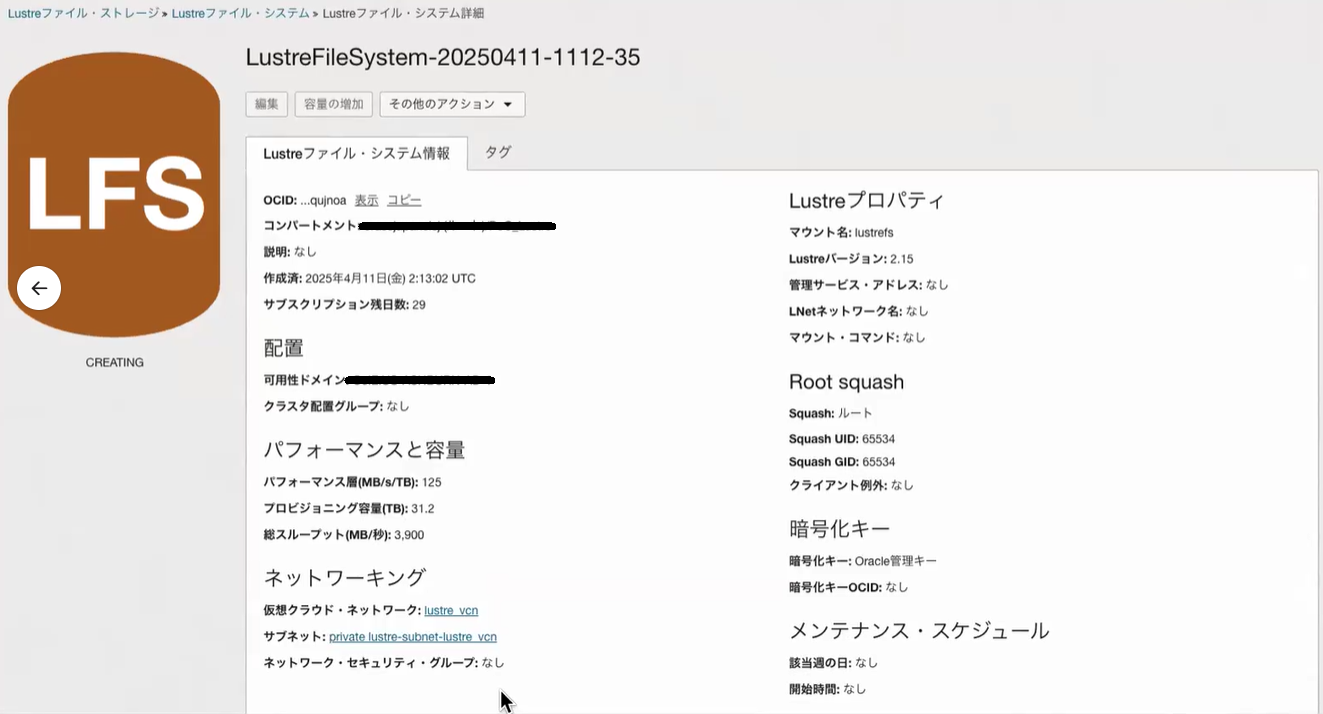 Lustreファイル・ストレージ » Lustreファイル・システム » Lustreファイル・システム詳細
LFS
CREATING
LustreFileSystem-20250411-1112-35
編集 容量の増加 その他のアクション
Lustreファイル・システム情報 タグ
OCID: ...qujnoa 表示 コピー
コンパートメント
説明: なし
作成済: 2025年4月11日(金) 2:13:02 UTC
サブスクリプション残日数: 29
配置
可用性ドメイン
クラスタ配置グループ: なし
パフォーマンスと容量
パフォーマンス層(MB/s/TB): 125
プロビジョニング容量(TB): 31.2
総スループット(MB/秒): 3,900
ネットワーキング
仮想クラウド・ネットワーク: lustre_vcn
サブネット: private lustre-subnet-lustre_vcn
ネットワーク・セキュリティ・グループ: なし
Lustreプロパティ
マウント名: lustrefs
Lustreバージョン: 2.15
管理サービス・アドレス: なし
LNetネットワーク名: なし
マウント・コマンド: なし
Root squash
Squash: ルート
Squash UID: 65534
Squash GID: 65534
クライアント例外: なし
暗号化キー
暗号化キー: Oracle管理キー
暗号化キーOCID: なし
メンテナンス・スケジュール
該当週の日: なし
開始時間: なし